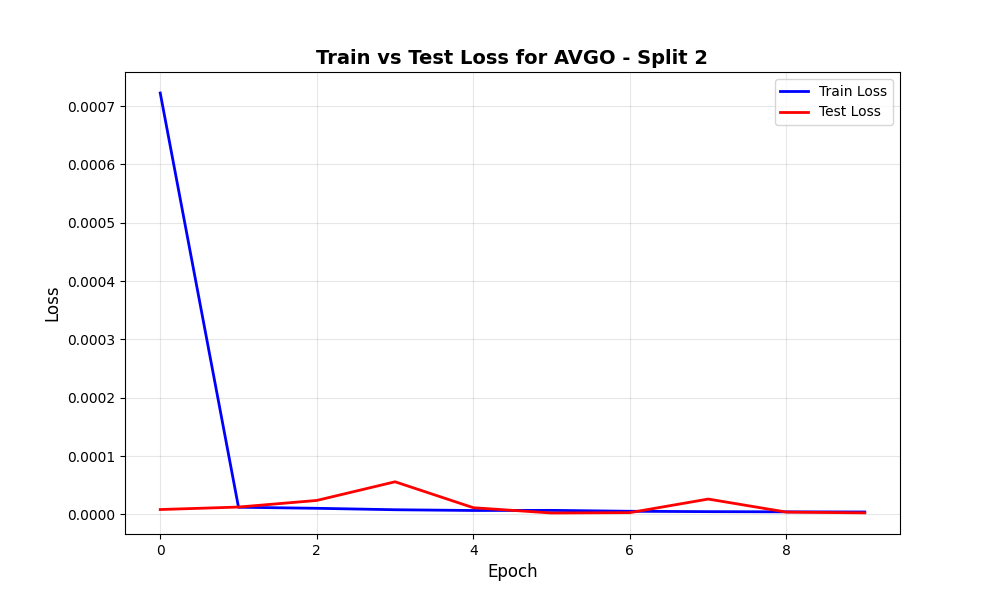 Train vs Test Loss for AVGO - Split 2
Train Loss
Test Loss
Loss
0.0007
0.0006
0.0005
0.0004
0.0003
0.0002
0.0001
0.0000
0 2 4 6 8
Epoch